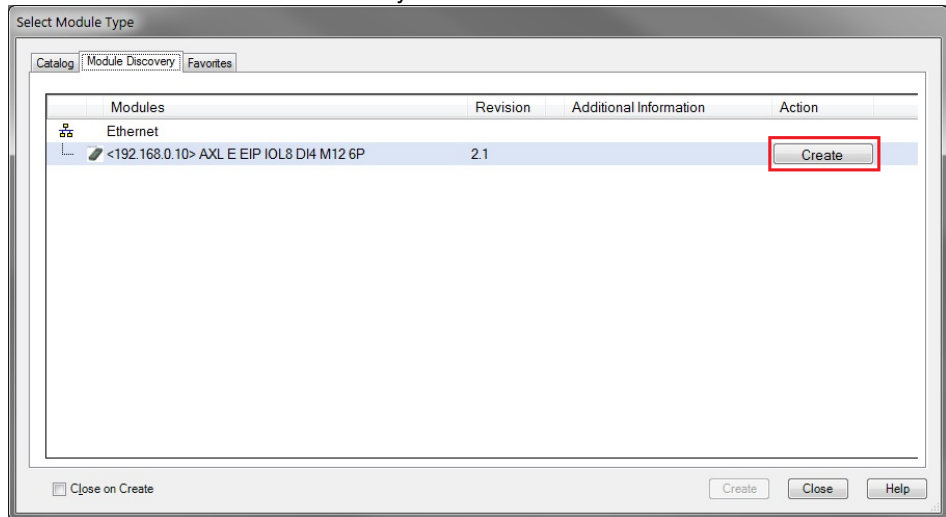 Select Module Type
Catalog Module Discovery Favorites
Modules Revision Additional Information Action
Ethernet
<192.168.0.10> AXL E EIP IOL8 DI4 M12 6P 2.1 Create
Close on Create Create Close Help